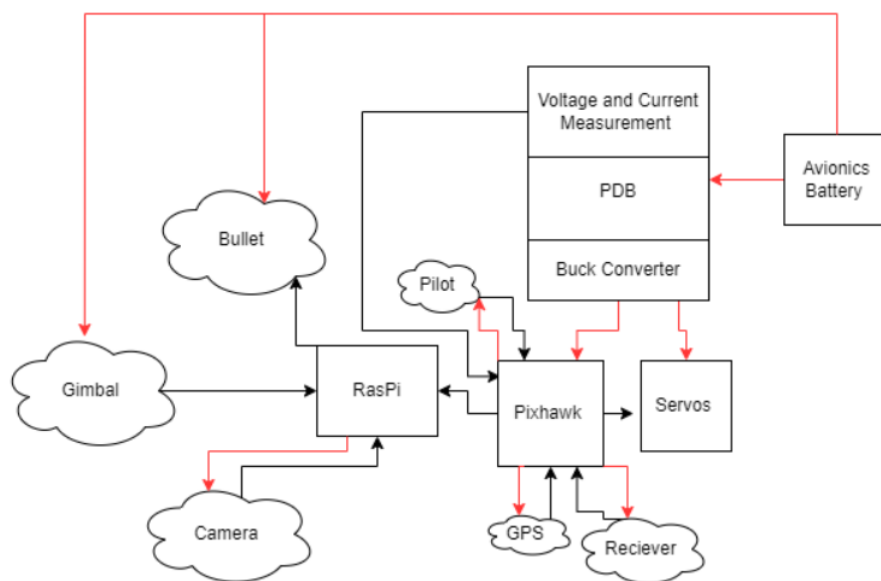 Voltage and Current
Measurement
Avionics
Battery
PDB
Bullet
Buck Converter
Pilot
Gimbal
RasPi
Pixhawk
Servos
Camera
GPS
Reciever